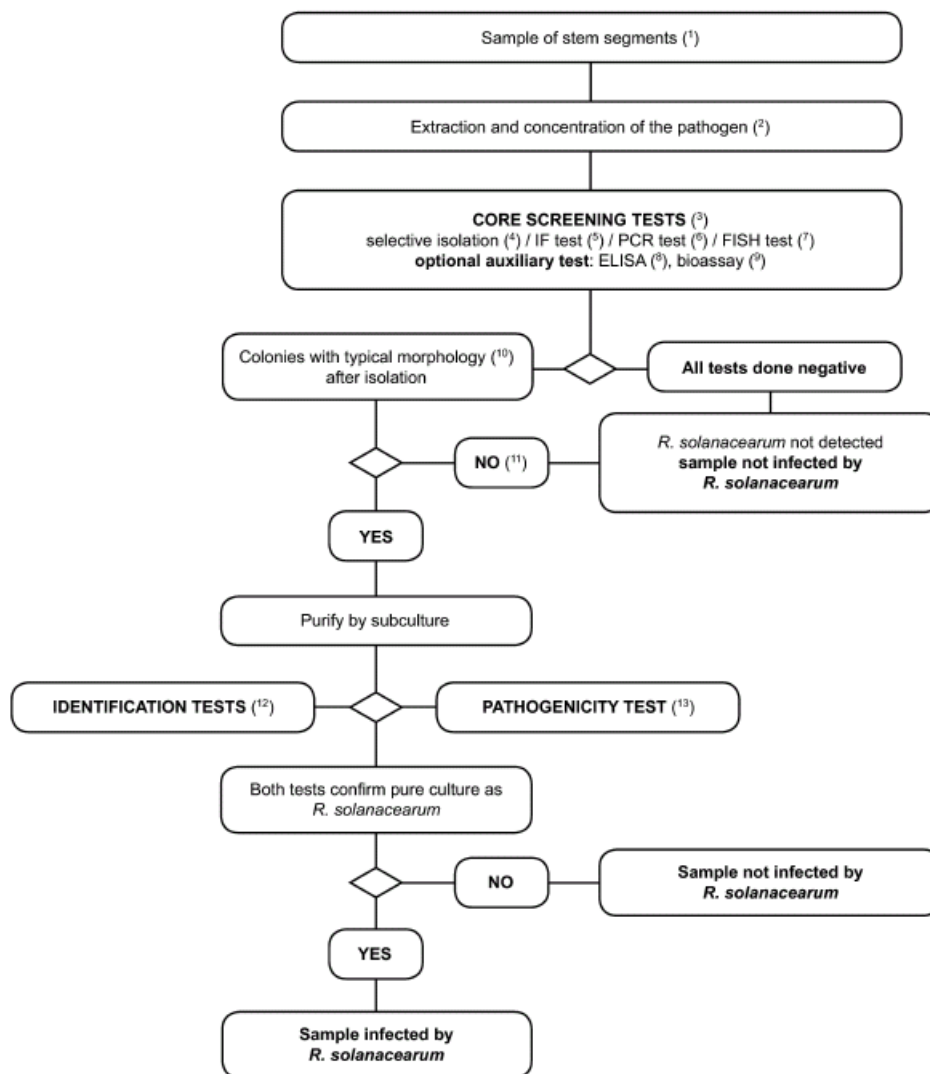 Sample of stem segments (¹)
Extraction and concentration of the pathogen (²)
CORE SCREENING TESTS (³)
selective isolation (⁴) / IF test (⁵) / PCR test (⁶) / FISH test (⁷)
optional auxiliary test: ELISA (⁸), bioassay (⁹)
Colonies with typical morphology (¹⁰)
after isolation
All tests done negative
NO (¹¹)
R. solanacearum not detected
sample not infected by
R. solanacearum
YES
Purify by subculture
IDENTIFICATION TESTS (¹²)
PATHOGENICITY TEST (¹³)
Both tests confirm pure culture as
R. solanacearum
NO
Sample not infected by
R. solanacearum
YES
Sample infected by
R. solanacearum